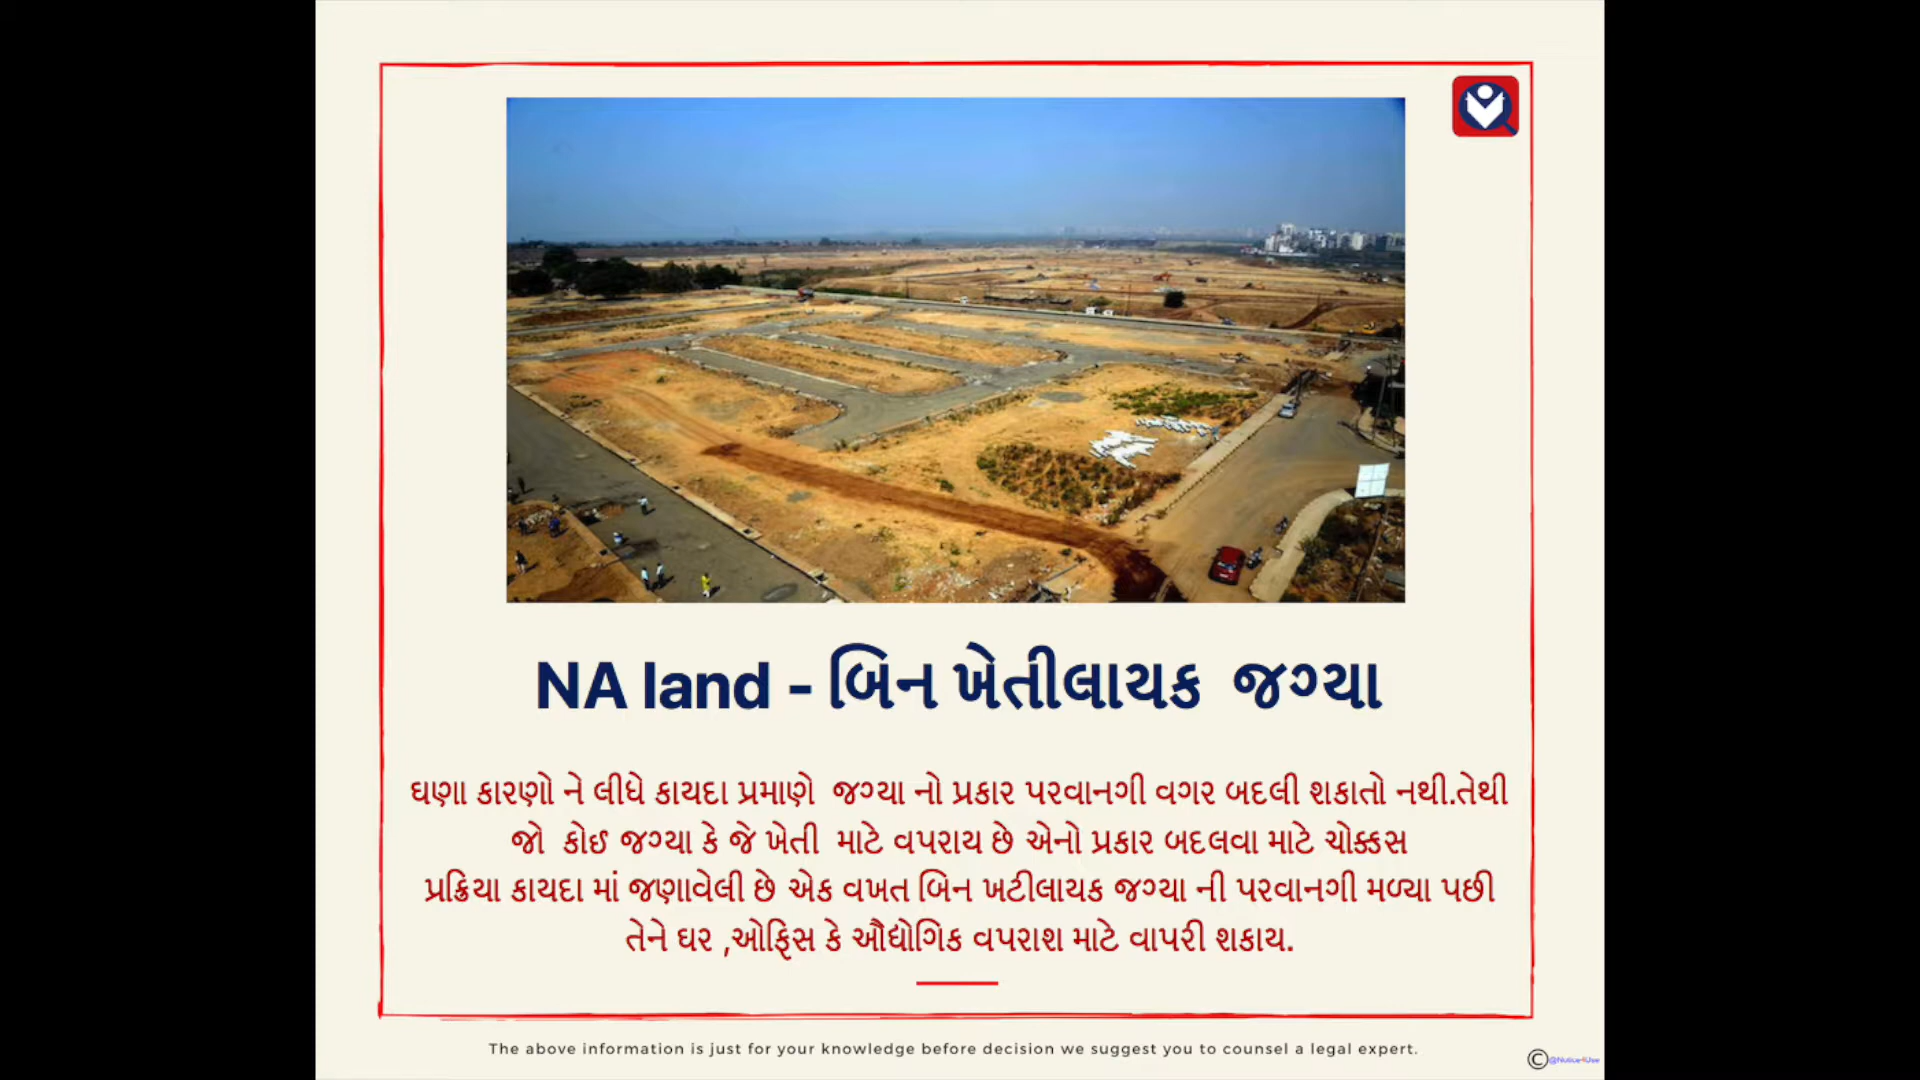 NA land - બિન ખેતીલાયક જગ્યા
ઘણા કારણો ને લીધે કાયદા પ્રમાણે જગ્યા નો પ્રકાર પરવાનગી વગર બદલી શકાતો નથી.તેથી
જો કોઈ જગ્યા કે જે ખેતી માટે વપરાય છે એનો પ્રકાર બદલવા માટે ચોક્કસ
પ્રક્રિયા કાયદા માં જણાવેલી છે એક વખત બિન ખટીલાયક જગ્યા ની પરવાનગી મળ્યા પછી
તેને ઘર ,ઓફિસ કે ઔદ્યોગિક વપરાશ માટે વાપરી શકાય.
The above information is just for your knowledge before decision we suggest you to counsel a legal expert.
© @Notice4Use